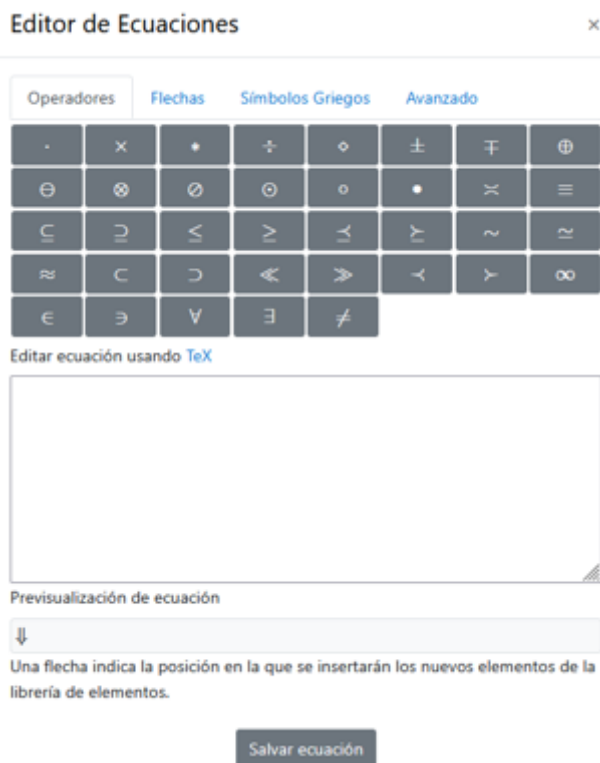 Editor de Ecuaciones ×
Operadores Flechas Símbolos Griegos Avanzado
· × * ÷ ⋄ ± ∓ ⊕
⊖ ⊗ ⊘ ⊙ ∘ • ≍ ≡
⊆ ⊇ ≤ ≥ ⪯ ⪰ ∼ ≃
≈ ⊂ ⊃ ≪ ≫ ≺ ≻ ∞
∈ ∋ ∀ ∃ ≠
Editar ecuación usando TeX
Previsualización de ecuación
⇓
Una flecha indica la posición en la que se insertarán los nuevos elementos de la
librería de elementos.
Salvar ecuación